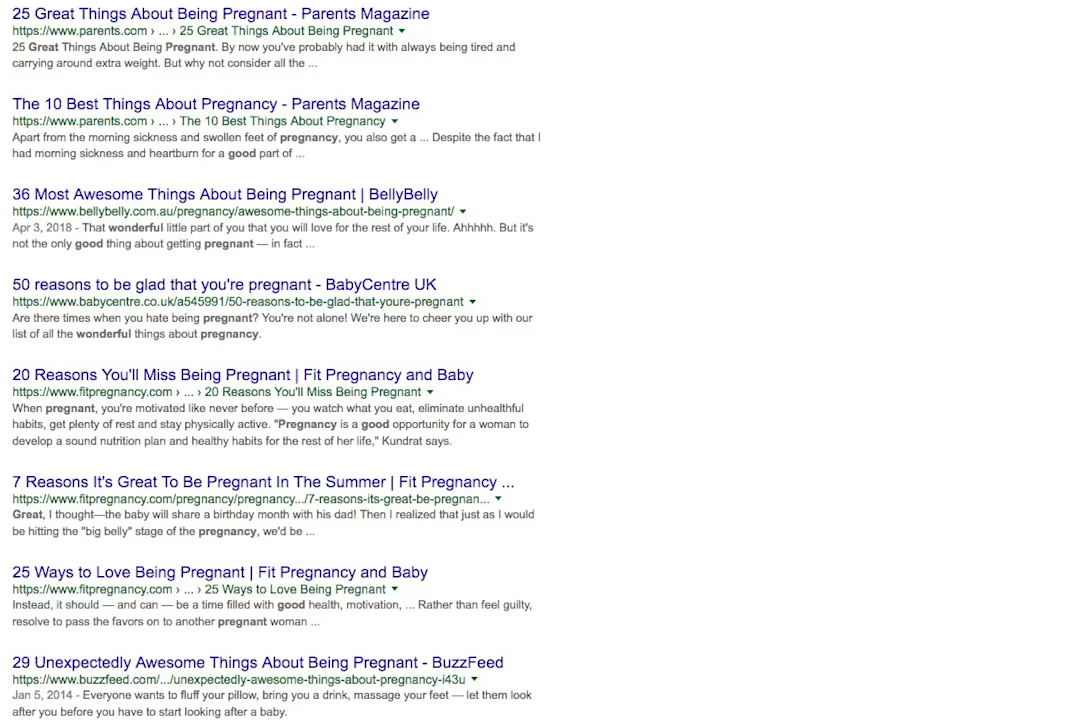 25 Great Things About Being Pregnant - Parents Magazine
https://www.parents.com › ... › 25 Great Things About Being Pregnant
25 Great Things About Being Pregnant. By now you've probably had it with always being tired and
carrying around extra weight. But why not consider all the ...
The 10 Best Things About Pregnancy - Parents Magazine
https://www.parents.com › ... › The 10 Best Things About Pregnancy
Apart from the morning sickness and swollen feet of pregnancy, you also get a ... Despite the fact that I
had morning sickness and heartburn for a good part of ...
36 Most Awesome Things About Being Pregnant | BellyBelly
https://www.bellybelly.com.au/pregnancy/awesome-things-about-being-pregnant/
Apr 3, 2018 - That wonderful little part of you that you will love for the rest of your life. Ahhhhh. But it's
not the only good thing about getting pregnant — in fact ...
50 reasons to be glad that you're pregnant - BabyCentre UK
https://www.babycentre.co.uk/a545991/50-reasons-to-be-glad-that-youre-pregnant
Are there times when you hate being pregnant? You're not alone! We're here to cheer you up with our
list of all the wonderful things about pregnancy.
20 Reasons You'll Miss Being Pregnant | Fit Pregnancy and Baby
https://www.fitpregnancy.com › ... › 20 Reasons You'll Miss Being Pregnant
When pregnant, you're motivated like never before — you watch what you eat, eliminate unhealthful
habits, get plenty of rest and stay physically active. "Pregnancy is a good opportunity for a woman to
develop a sound nutrition plan and healthy habits for the rest of her life," Kundrat says.
7 Reasons It's Great To Be Pregnant In The Summer | Fit Pregnancy ...
https://www.fitpregnancy.com/pregnancy/pregnancy.../7-reasons-its-great-be-pregnan...
Great, I thought—the baby will share a birthday month with his dad! Then I realized that just as I would
be hitting the "big belly" stage of the pregnancy, we'd be ...
25 Ways to Love Being Pregnant | Fit Pregnancy and Baby
https://www.fitpregnancy.com › ... › 25 Ways to Love Being Pregnant
Instead, it should — and can — be a time filled with good health, motivation, ... Rather than feel guilty,
resolve to pass the favors on to another pregnant woman ...
29 Unexpectedly Awesome Things About Being Pregnant - BuzzFeed
https://www.buzzfeed.com/.../unexpectedly-awesome-things-about-pregnancy-i43u
Jan 5, 2014 - Everyone wants to fluff your pillow, bring you a drink, massage your feet — let them look
after you before you have to start looking after a baby.